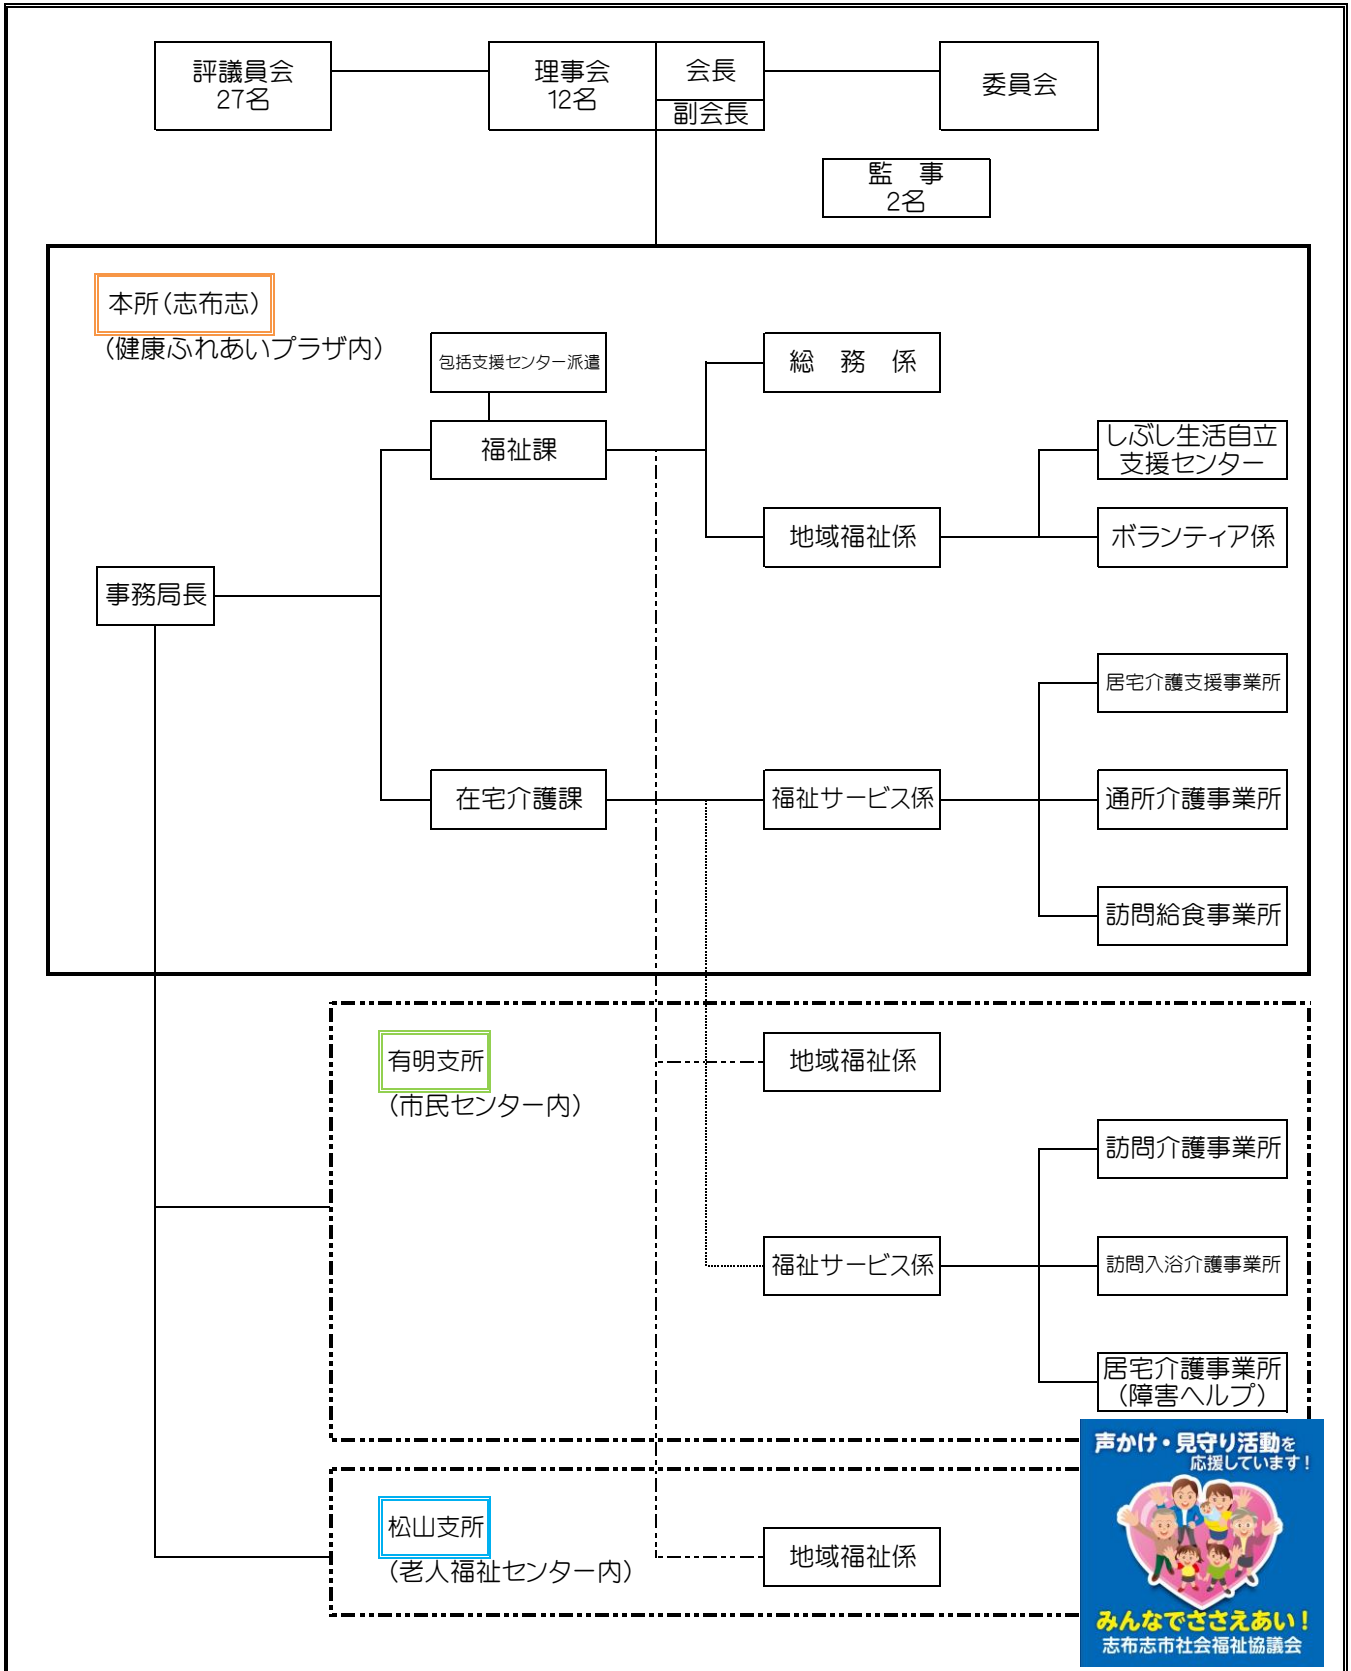 評議員会
27名
理事会
12名
会長
副会長
委員会
監　事
2名
本所（志布志）
（健康ふれあいプラザ内）
包括支援センター派遣
総　務　係
福祉課
しぶし生活自立
支援センター
地域福祉係
ボランティア係
事務局長
居宅介護支援事業所
在宅介護課
福祉サービス係
通所介護事業所
訪問給食事業所
有明支所
（市民センター内）
地域福祉係
訪問介護事業所
福祉サービス係
訪問入浴介護事業所
居宅介護事業所
（障害ヘルプ）
声かけ・見守り活動を
応援しています！
松山支所
（老人福祉センター内）
地域福祉係
みんなでささえあい！
志布志市社会福祉協議会